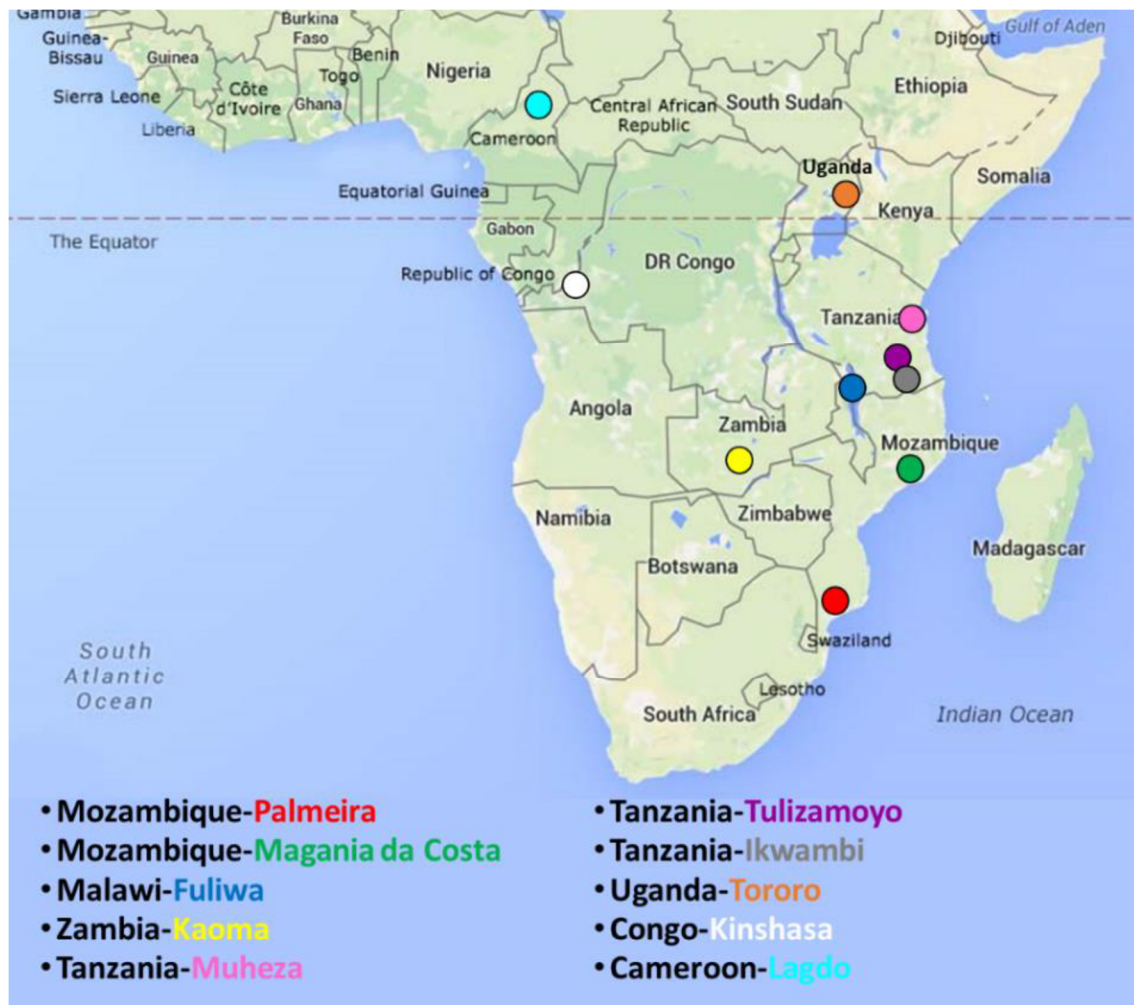 Gambia
Guinea-
Bissau
Guinea
Sierra Leone
Liberia
Côte
d'Ivoire
Burkina
Faso
Ghana
Togo
Benin
Nigeria
Cameroon
Central African
Republic
South Sudan
Ethiopia
Djibouti
Gulf of Aden
Somalia
Equatorial Guinea
Uganda
Kenya
The Equator
Gabon
Republic of Congo
DR Congo
Tanzania
Angola
Zambia
Mozambique
Namibia
Zimbabwe
Botswana
Madagascar
Swaziland
Lesotho
South Africa
South
Atlantic
Ocean
Indian Ocean
• Mozambique-Palmeira
• Mozambique-Magania da Costa
• Malawi-Fuliwa
• Zambia-Kaoma
• Tanzania-Muheza
• Tanzania-Tulizamoyo
• Tanzania-Ikwambi
• Uganda-Tororo
• Congo-Kinshasa
• Cameroon-Lagdo